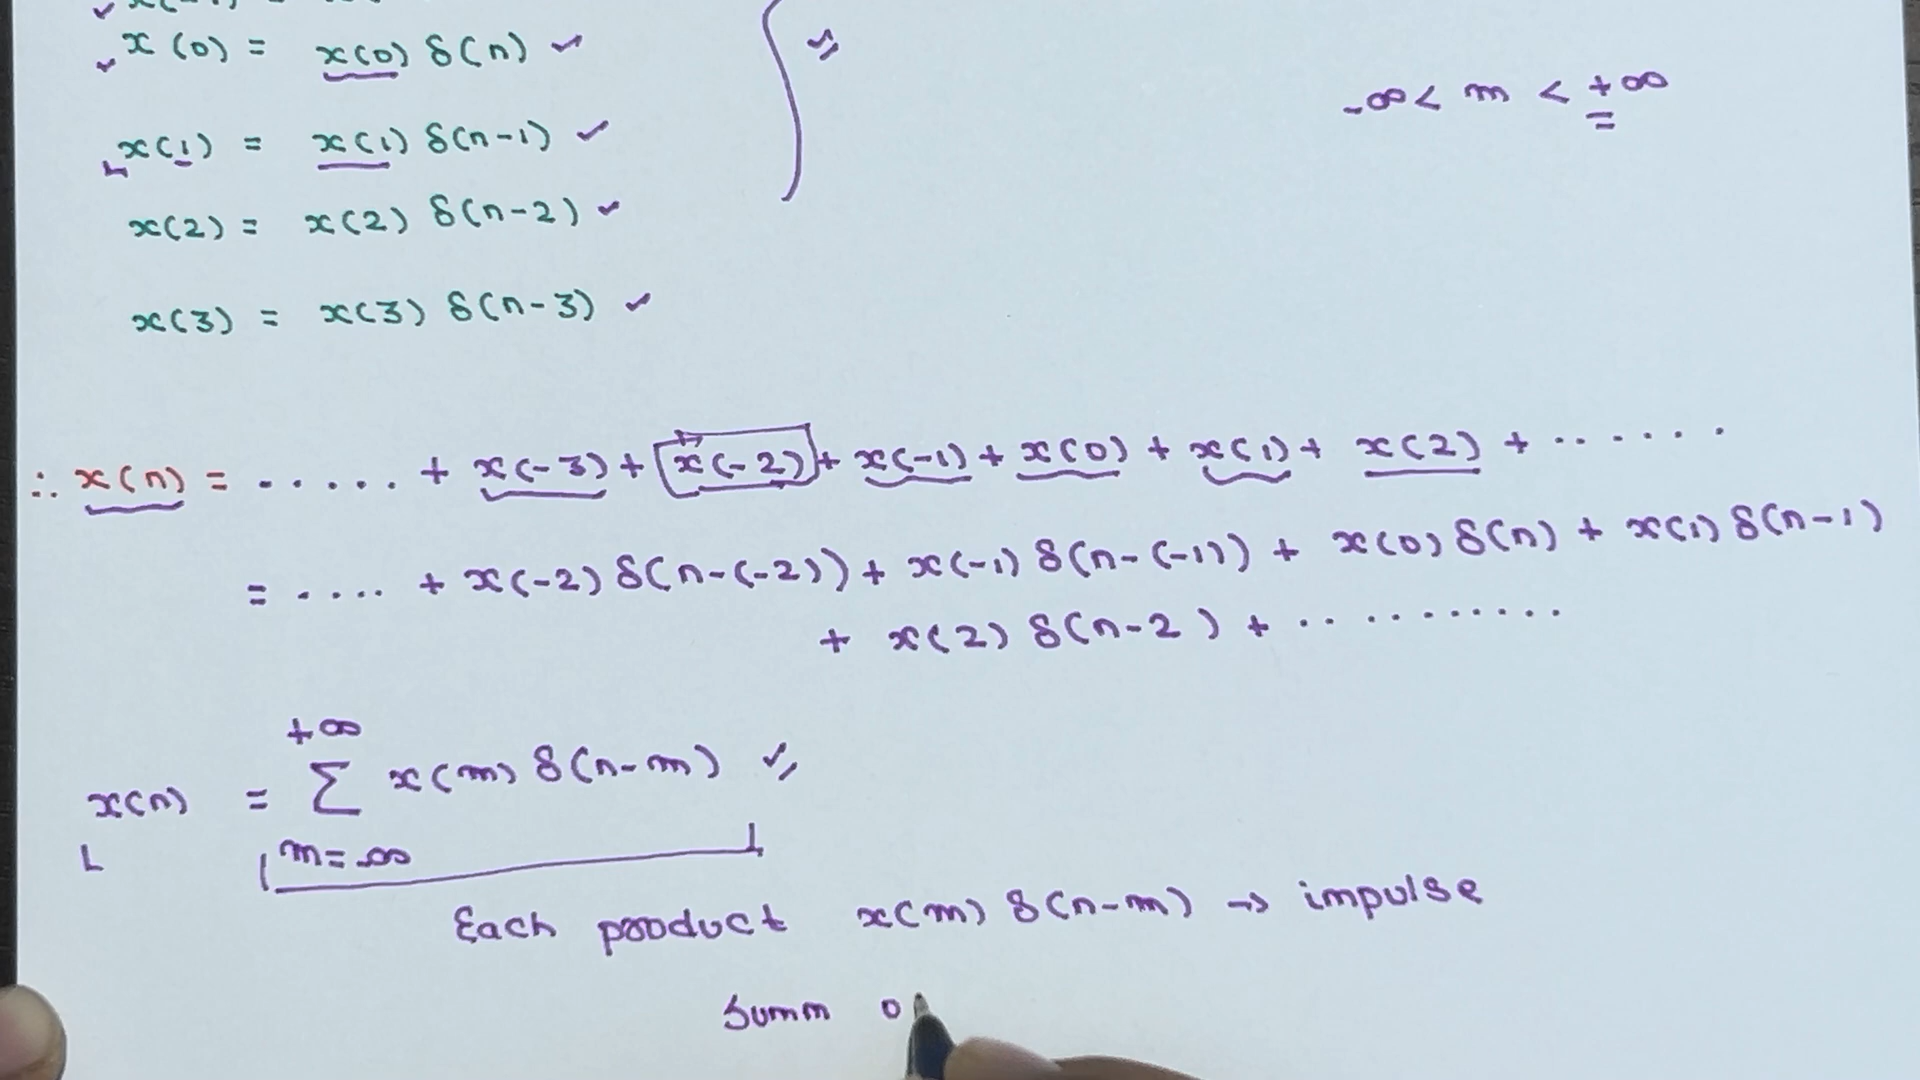 x(0) = x(0) δ(n) ✓
-∞ < m < +∞
x(1) = x(1) δ(n-1) ✓
x(2) = x(2) δ(n-2) ✓
x(3) = x(3) δ(n-3) ✓
∴ x(n) = ..... + x(-3) + x(-2) + x(-1) + x(0) + x(1) + x(2) + ......
= .... + x(-2) δ(n-(-2)) + x(-1) δ(n-(-1)) + x(0) δ(n) + x(1) δ(n-1)
+ x(2) δ(n-2) + ..........
+∞
x(n) = Σ x(m) δ(n-m)
m=-∞
Each product x(m) δ(n-m) → impulse
Summ o